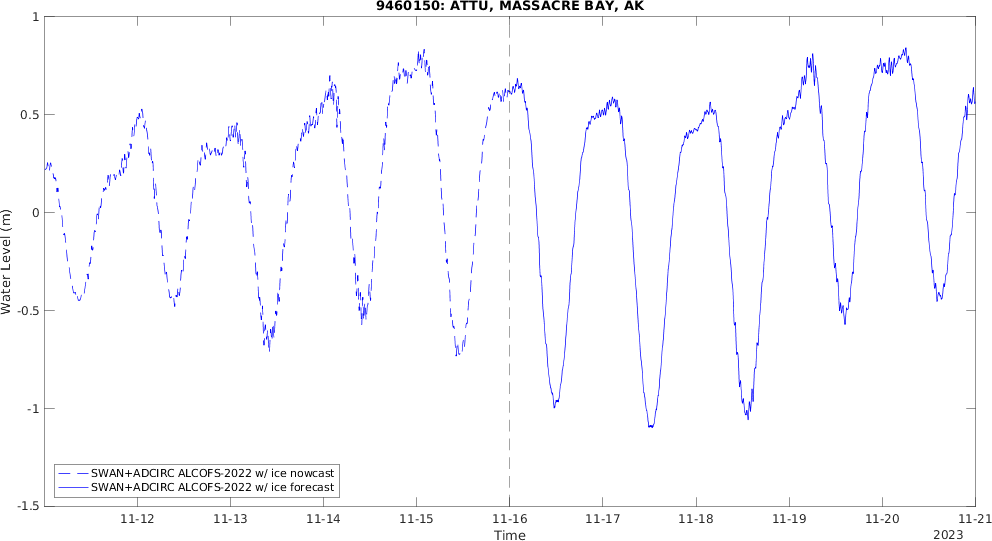 9460150: ATTU, MASSACRE BAY, AK
1
0.5
0
-0.5
-1
-1.5
Water Level (m)
SWAN+ADCIRC ALCOFS-2022 w/ ice nowcast
SWAN+ADCIRC ALCOFS-2022 w/ ice forecast
11-12 11-13 11-14 11-15 11-16 11-17 11-18 11-19 11-20 11-21
Time
2023